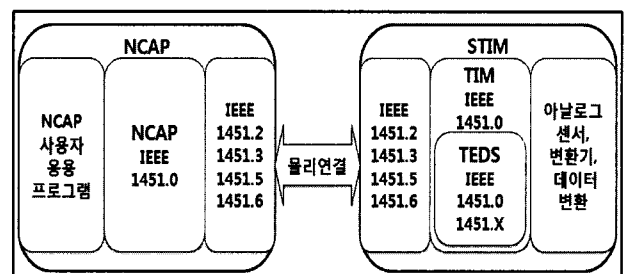 NCAP
NCAP
사용자
응용
프로그램
NCAP
IEEE
1451.0
IEEE
1451.2
1451.3
1451.5
1451.6
물리연결
STIM
IEEE
1451.2
1451.3
1451.5
1451.6
TIM
IEEE
1451.0
TEDS
IEEE
1451.0
1451.X
아날로그
센서,
변환기,
데이터
변환